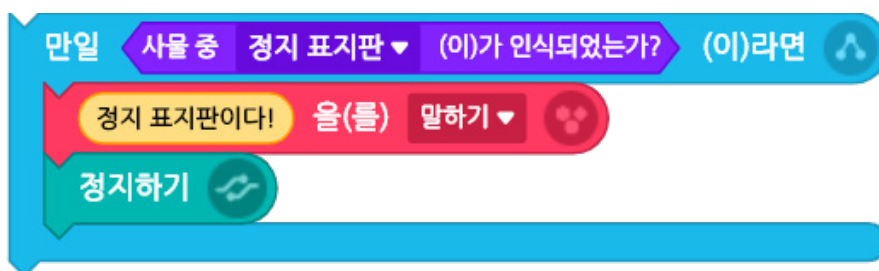 만일 사물 중 정지 표지판 ▼ (이)가 인식되었는가? (이)라면
정지 표지판이다! 을(를) 말하기 ▼
정지하기